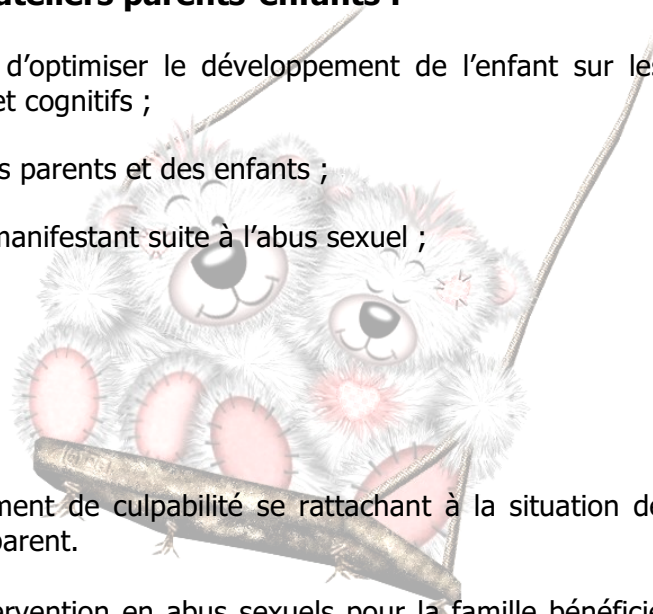 ateliers parents-enfants :
d’optimiser le développement de l’enfant sur les
et cognitifs ;
s parents et des enfants ;
manifestant suite à l’abus sexuel ;
ment de culpabilité se rattachant à la situation de
parent.
ervention en abus sexuels pour la famille bénéficie